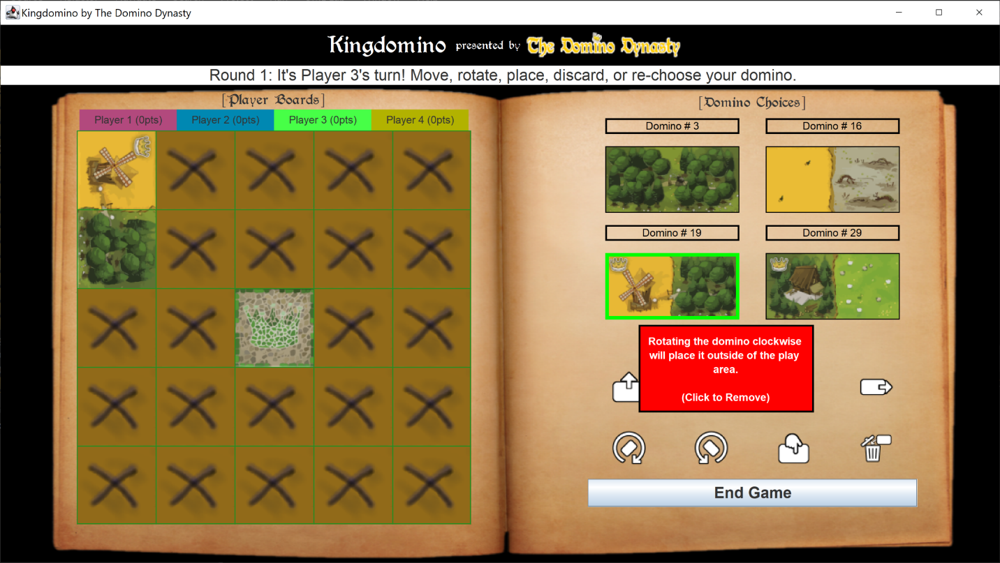 Kingdomino by The Domino Dynasty
Kingdomino presented by The Domino Dynasty
Round 1: It's Player 3's turn! Move, rotate, place, discard, or re-choose your domino.
[Player Boards]
Player 1 (0pts) Player 2 (0pts) Player 3 (0pts) Player 4 (0pts)
[Domino Choices]
Domino # 3 Domino # 16
Domino # 19 Domino # 29
Rotating the domino clockwise
will place it outside of the play
area.
(Click to Remove)
End Game